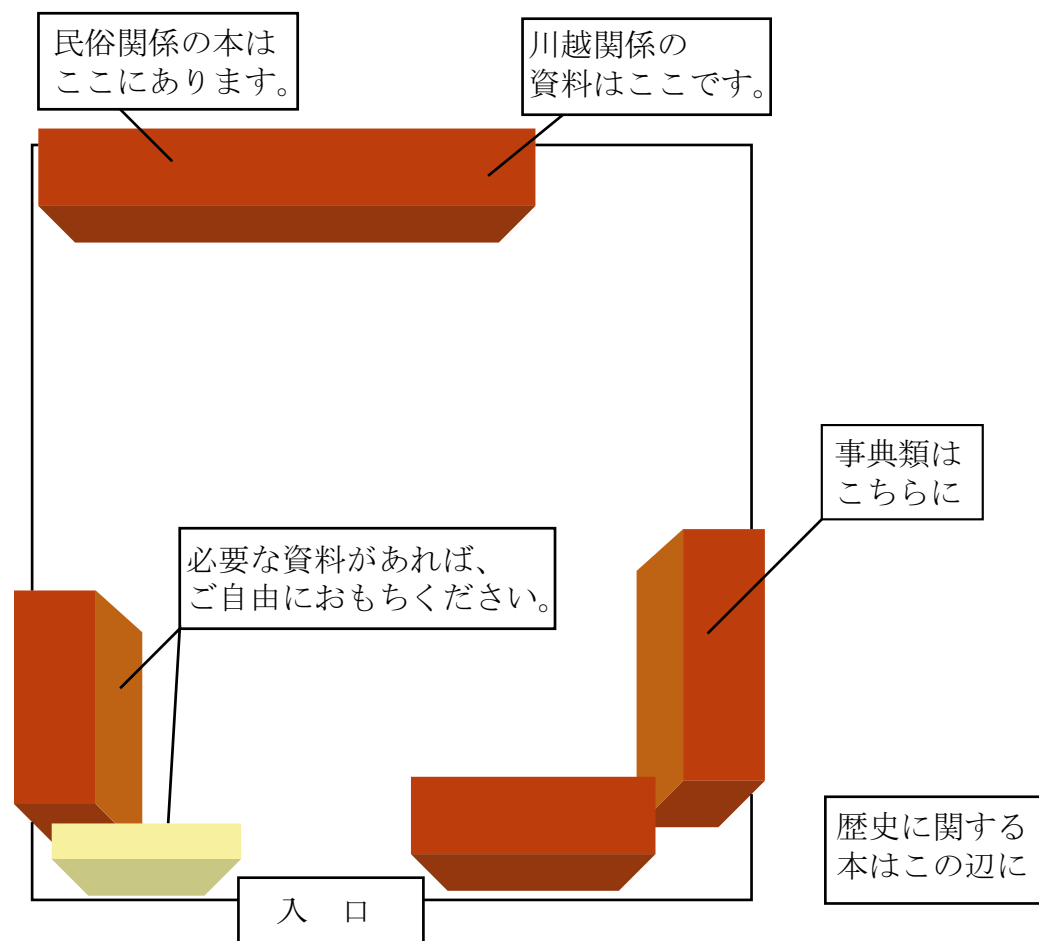 民俗関係の本は
ここにあります。
川越関係の
資料はここです。
事典類は
こちらに
必要な資料があれば、
ご自由におもちください。
歴史に関する
本はこの辺に
入　口